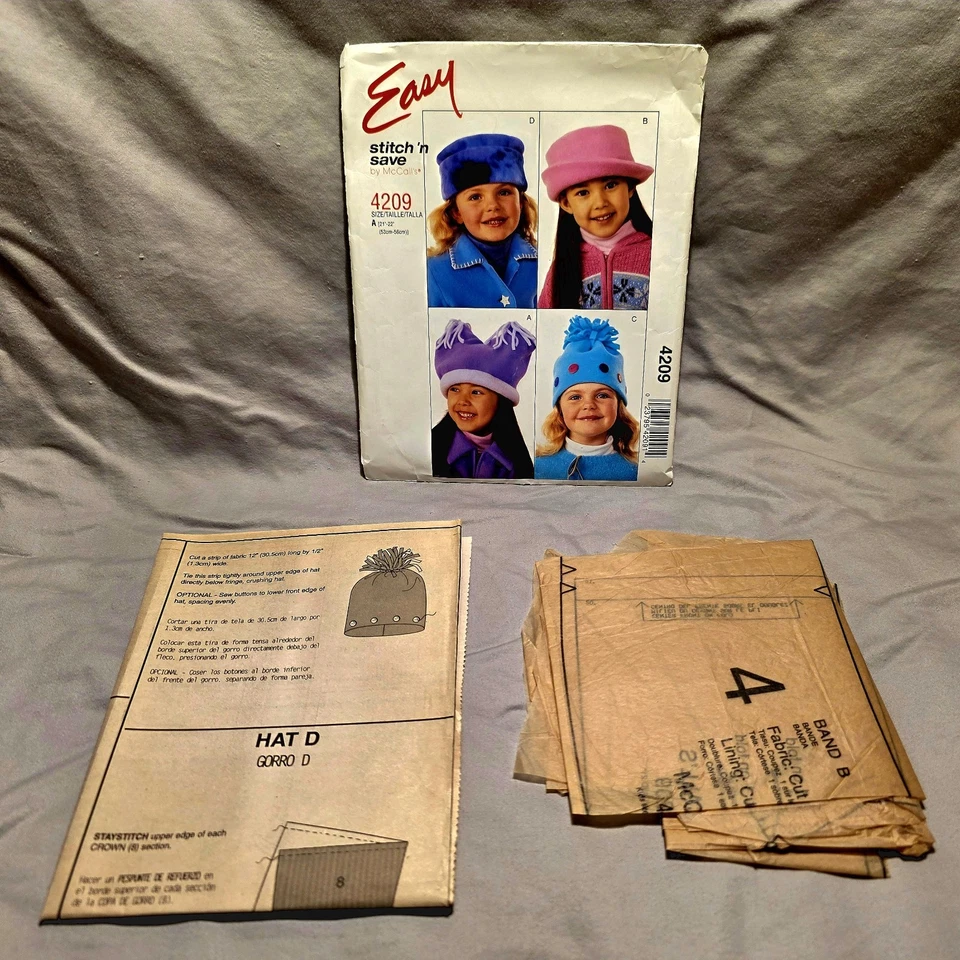 Easy
stitch 'n
save
by McCall's
4209
SIZE/TAILLE/TALLA
A (21"-22"
(53cm-56cm))
D
B
A
C
4209
0 23795 42091 4
Cut a strip of fabric 12" (30.5cm) long by 1/2"
(1.3cm) wide.
Tie this strip tightly around upper edge of hat
directly below fringe, crushing hat.
OPTIONAL - Sew buttons to lower front edge of
hat, spacing evenly.
Cortar una tira de tela de 30.5cm de largo por
1.3cm de ancho.
Colocar esta tira de forma tensa alrededor del
borde superior del gorro directamente debajo del
fleco, presionando el gorro.
OPCIONAL - Coser los botones al borde inferior
del frente del gorro, separando de forma pareja.
HAT D
GORRO D
STAYSTITCH upper edge of each
CROWN (8) section.
Hacer un PESPUNTE DE REFUERZO en
el borde superior de cada sección
de la COPA DE GORRO (8).
8
4
BAND B
BANDE
BANDA
Fabric: Cut
Lining: Cu